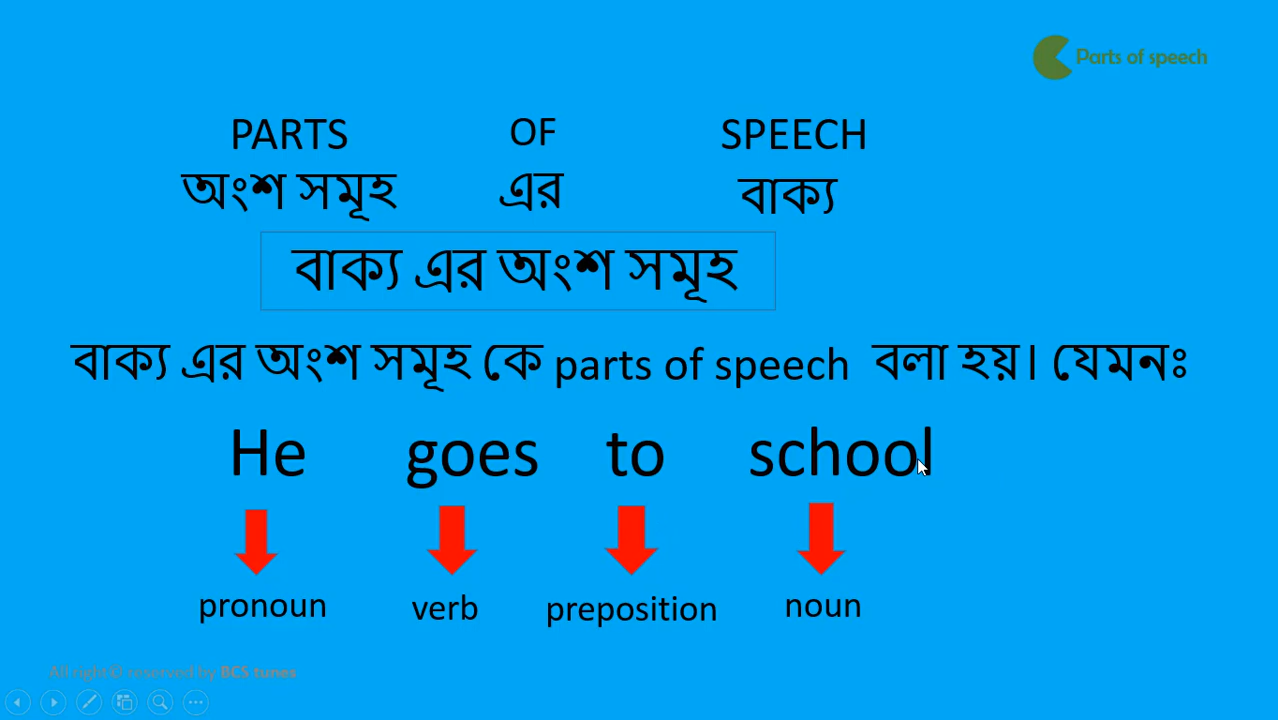 Parts of speech
PARTS OF SPEECH
অংশ সমূহ এর বাক্য
বাক্য এর অংশ সমূহ
বাক্য এর অংশ সমূহ কে parts of speech বলা হয়। যেমনঃ
He goes to school
pronoun verb preposition noun
All right © reserved by BCS tunes